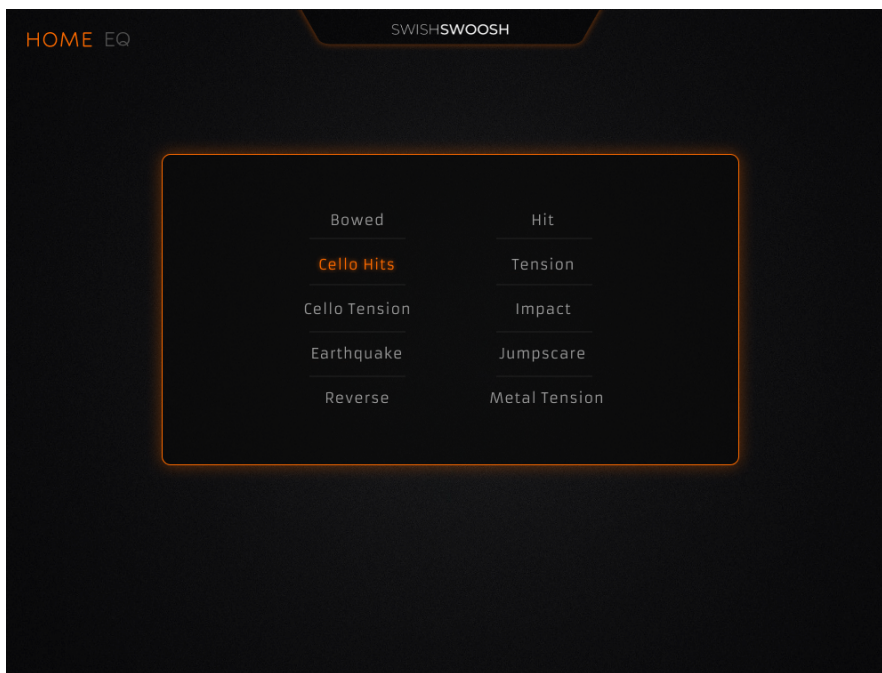 HOME EQ
SWISHSWOOSH
Bowed
Hit
Cello Hits
Tension
Cello Tension
Impact
Earthquake
Jumpscare
Reverse
Metal Tension